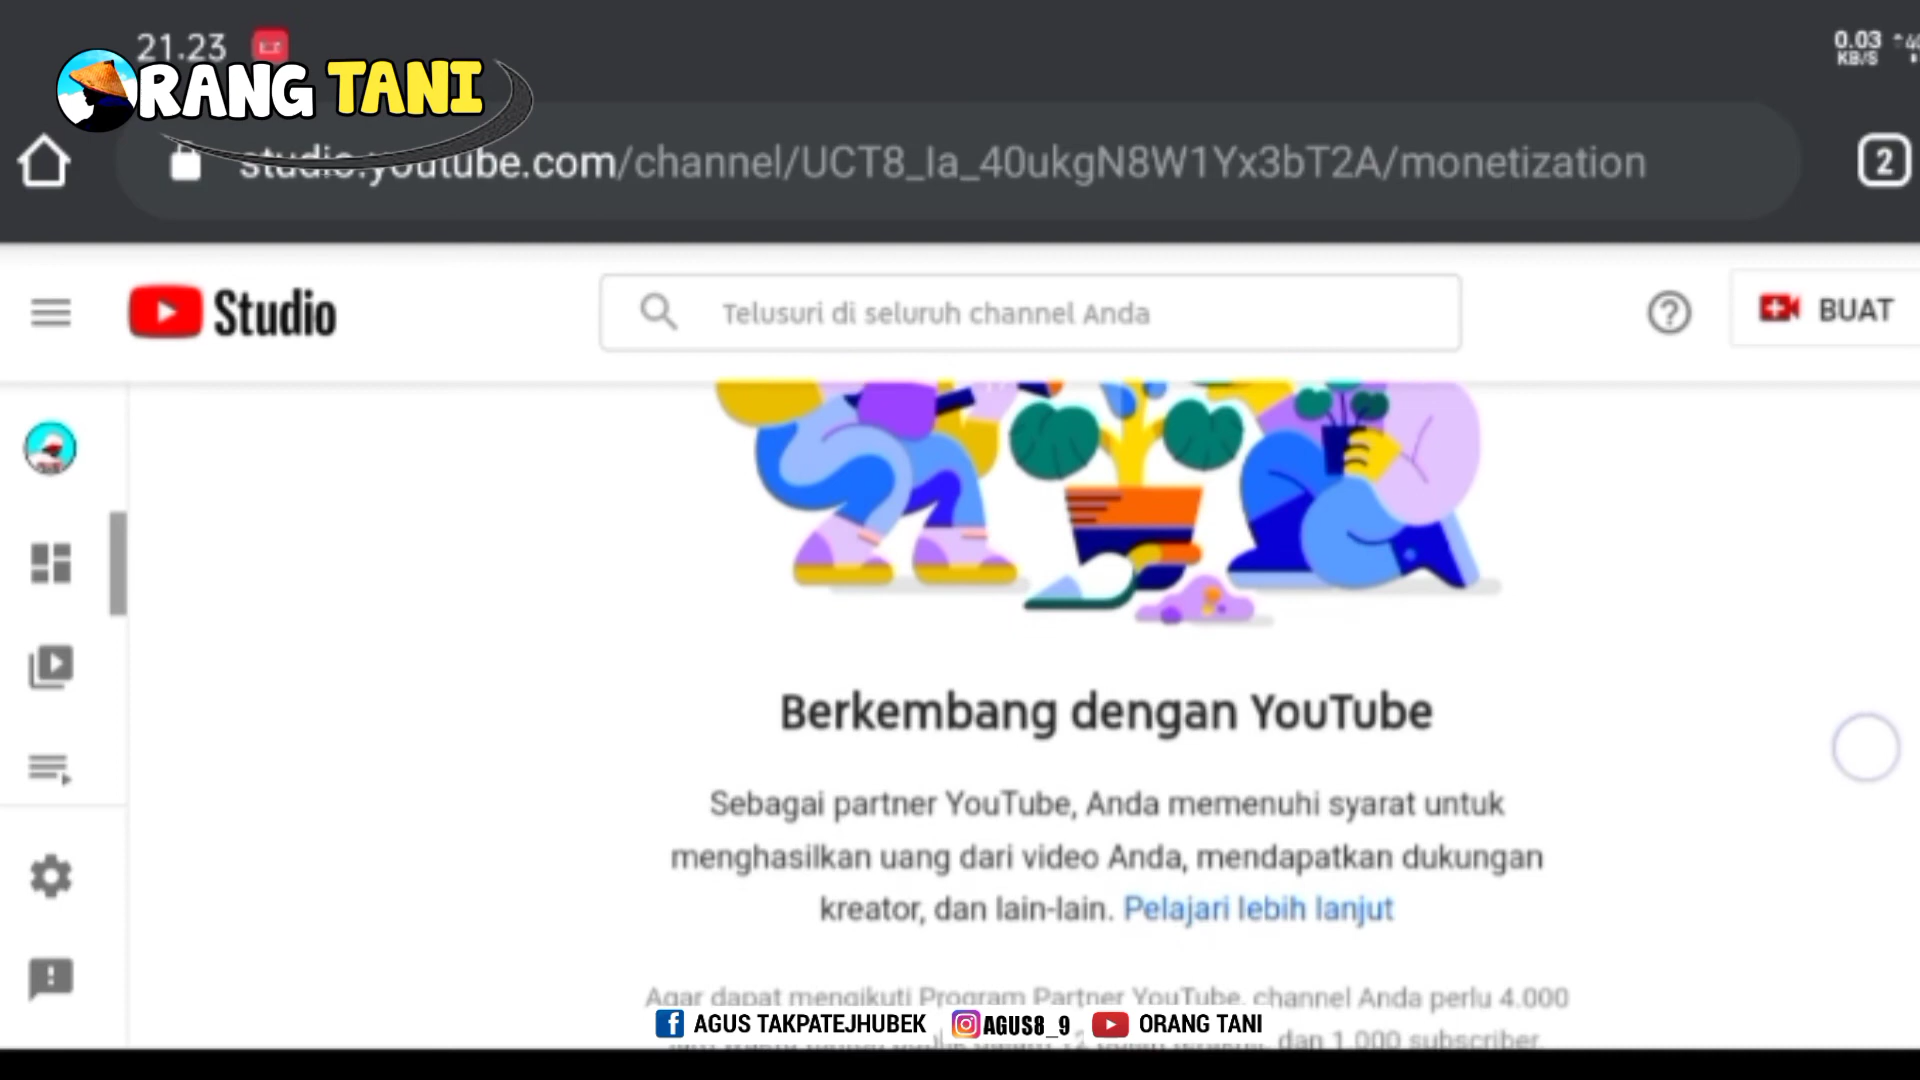 21.23
0.03
KB/S
ORANG TANI
studio.youtube.com/channel/UCT8_Ia_40ukgN8W1Yx3bT2A/monetization
2
Studio
Telusuri di seluruh channel Anda
BUAT
Berkembang dengan YouTube
Sebagai partner YouTube, Anda memenuhi syarat untuk
menghasilkan uang dari video Anda, mendapatkan dukungan
kreator, dan lain-lain. Pelajari lebih lanjut
Agar dapat mengikuti Program Partner YouTube, channel Anda perlu 4.000
dan 1.000 subscriber.
AGUS TAKPATEJHUBEK AGUS8_9 ORANG TANI